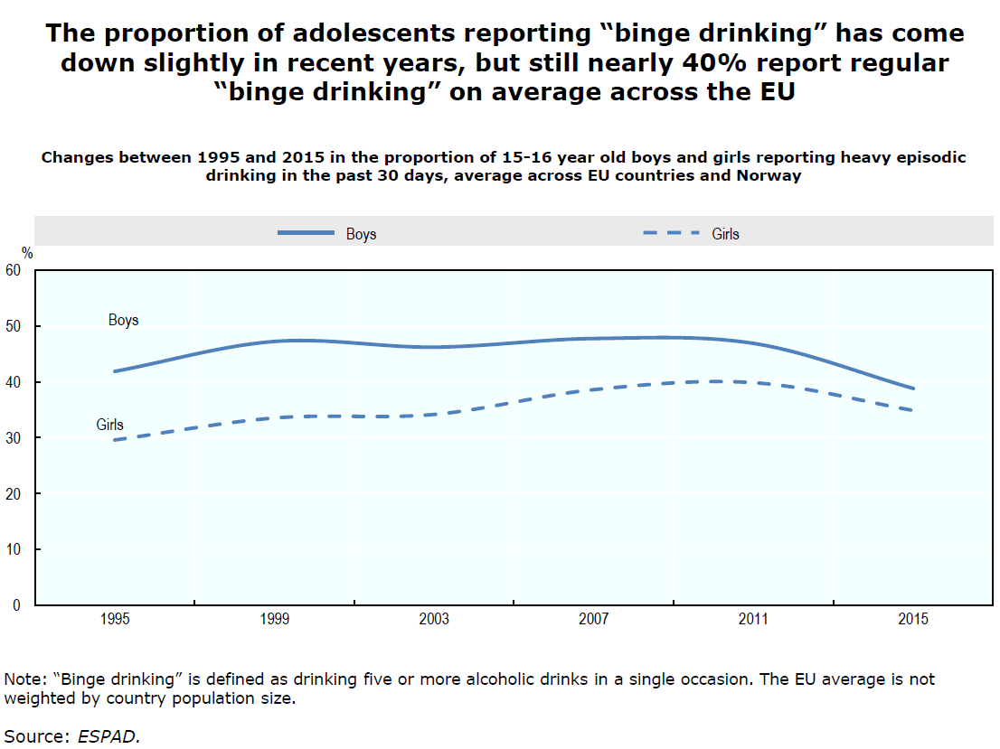 The proportion of adolescents reporting “binge drinking” has come
down slightly in recent years, but still nearly 40% report regular
“binge drinking” on average across the EU
Changes between 1995 and 2015 in the proportion of 15-16 year old boys and girls reporting heavy episodic
drinking in the past 30 days, average across EU countries and Norway
Boys Girls
%
60
50
40
30
20
10
0
Boys
Girls
1995 1999 2003 2007 2011 2015
Note: “Binge drinking” is defined as drinking five or more alcoholic drinks in a single occasion. The EU average is not
weighted by country population size.
Source: ESPAD.